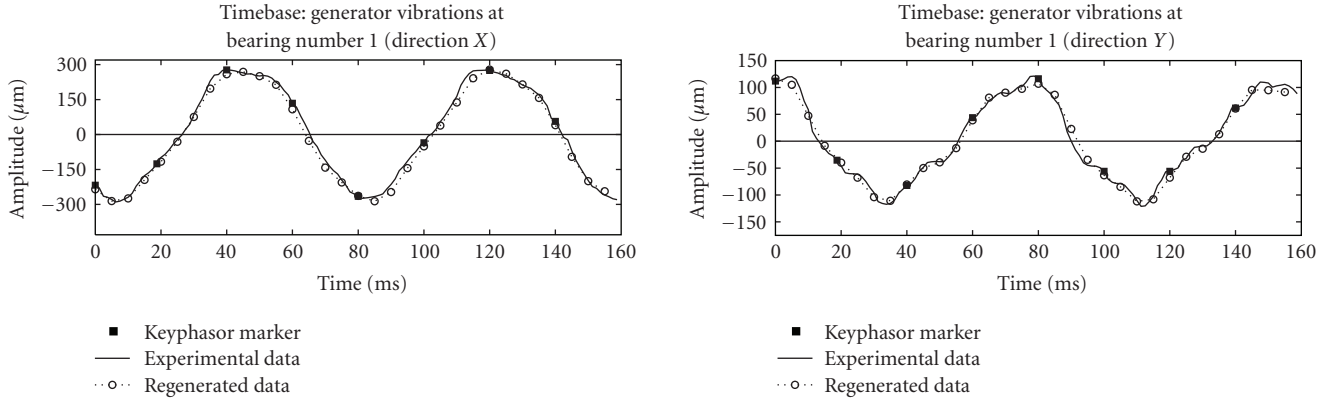 Timebase: generator vibrations at
bearing number 1 (direction X)
300
150
0
−150
−300
Amplitude (μm)
0 20 40 60 80 100 120 140 160
Time (ms)
Keyphasor marker
Experimental data
Regenerated data
Timebase: generator vibrations at
bearing number 1 (direction Y)
150
100
50
0
−50
−100
−150
Amplitude (μm)
0 20 40 60 80 100 120 140 160
Time (ms)
Keyphasor marker
Experimental data
Regenerated data